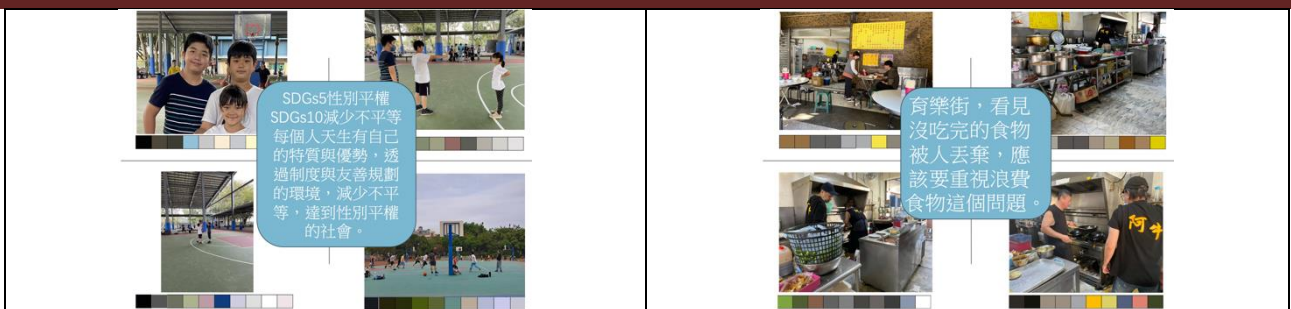 SDGs5性別平權
SDGs10減少不平等
每個人天生有自己
的特質與優勢，透
過制度與友善規劃
的環境，減少不平
等，達到性別平權
的社會。
育樂街，看見
沒吃完的食物
被人丟棄，應
該要重視浪費
食物這個問題。
阿牛